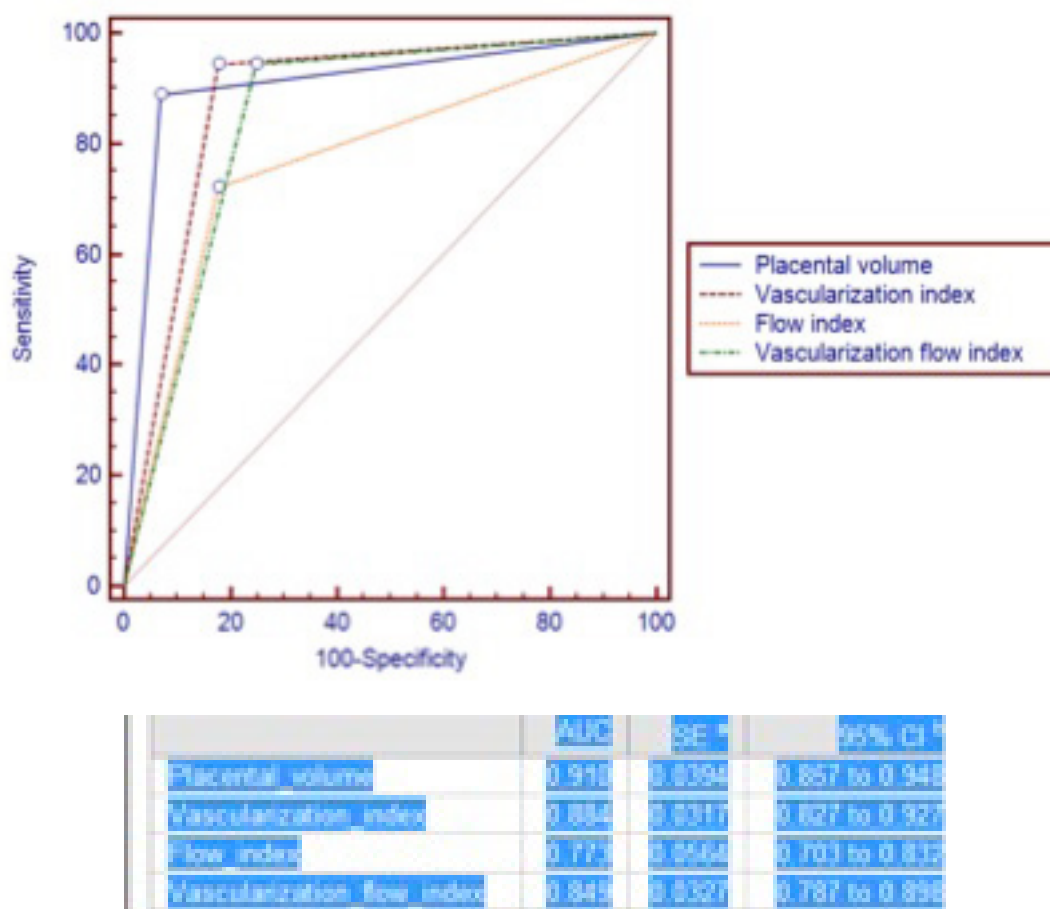 100
80
60
40
20
0
Sensitivity
0 20 40 60 80 100
100-Specificity
Placental volume
Vascularization index
Flow index
Vascularization flow index
AUC SE 95% CI
Placental_volume 0.910 0.0394 0.857 to 0.948
Vascularization_index 0.884 0.0317 0.827 to 0.927
Flow_index 0.0564 0.703 to 0.832
Vascularization_flow_index 0.849 0.0327 0.787 to 0.898